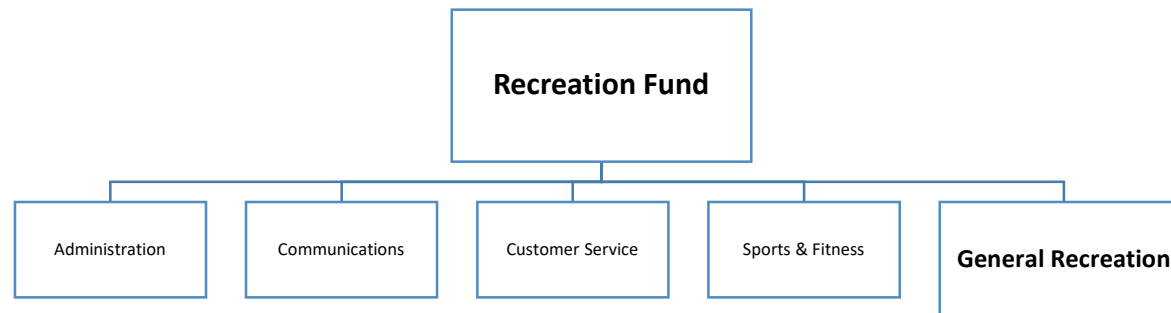 Recreation Fund
Administration
Communications
Customer Service
Sports & Fitness
General Recreation